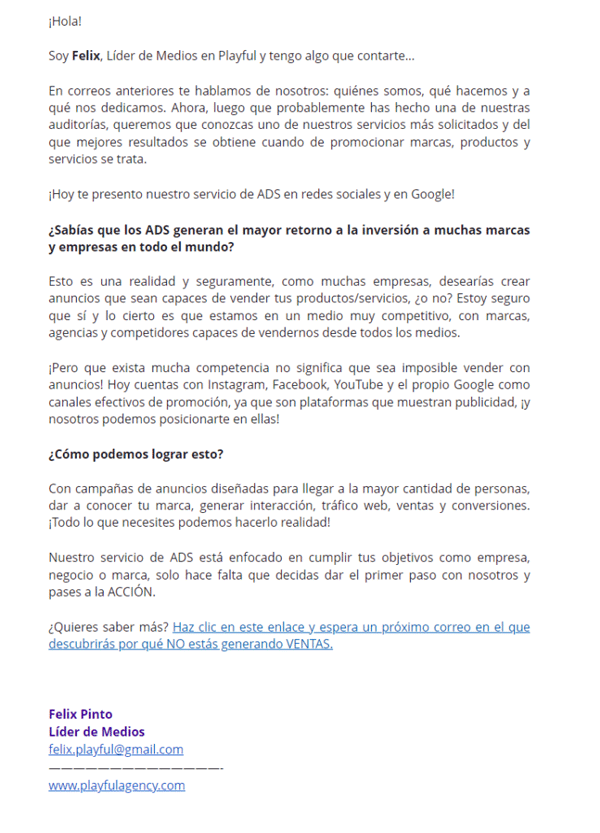 ¡Hola!
Soy Felix, Líder de Medios en Playful y tengo algo que contarte...
En correos anteriores te hablamos de nosotros: quiénes somos, qué hacemos y a
qué nos dedicamos. Ahora, luego que probablemente has hecho una de nuestras
auditorías, queremos que conozcas uno de nuestros servicios más solicitados y del
que mejores resultados se obtiene cuando de promocionar marcas, productos y
servicios se trata.
¡Hoy te presento nuestro servicio de ADS en redes sociales y en Google!
¿Sabías que los ADS generan el mayor retorno a la inversión a muchas marcas
y empresas en todo el mundo?
Esto es una realidad y seguramente, como muchas empresas, desearías crear
anuncios que sean capaces de vender tus productos/servicios, ¿o no? Estoy seguro
que sí y lo cierto es que estamos en un medio muy competitivo, con marcas,
agencias y competidores capaces de vendernos desde todos los medios.
¡Pero que exista mucha competencia no significa que sea imposible vender con
anuncios! Hoy cuentas con Instagram, Facebook, YouTube y el propio Google como
canales efectivos de promoción, ya que son plataformas que muestran publicidad, ¡y
nosotros podemos posicionarte en ellas!
¿Cómo podemos lograr esto?
Con campañas de anuncios diseñadas para llegar a la mayor cantidad de personas,
dar a conocer tu marca, generar interacción, tráfico web, ventas y conversiones.
¡Todo lo que necesites podemos hacerlo realidad!
Nuestro servicio de ADS está enfocado en cumplir tus objetivos como empresa,
negocio o marca, solo hace falta que decidas dar el primer paso con nosotros y
pases a la ACCIÓN.
¿Quieres saber más? Haz clic en este enlace y espera un próximo correo en el que
descubrirás por qué NO estás generando VENTAS.
Felix Pinto
Líder de Medios
felix.playful@gmail.com
——————————————-
www.playfulagency.com